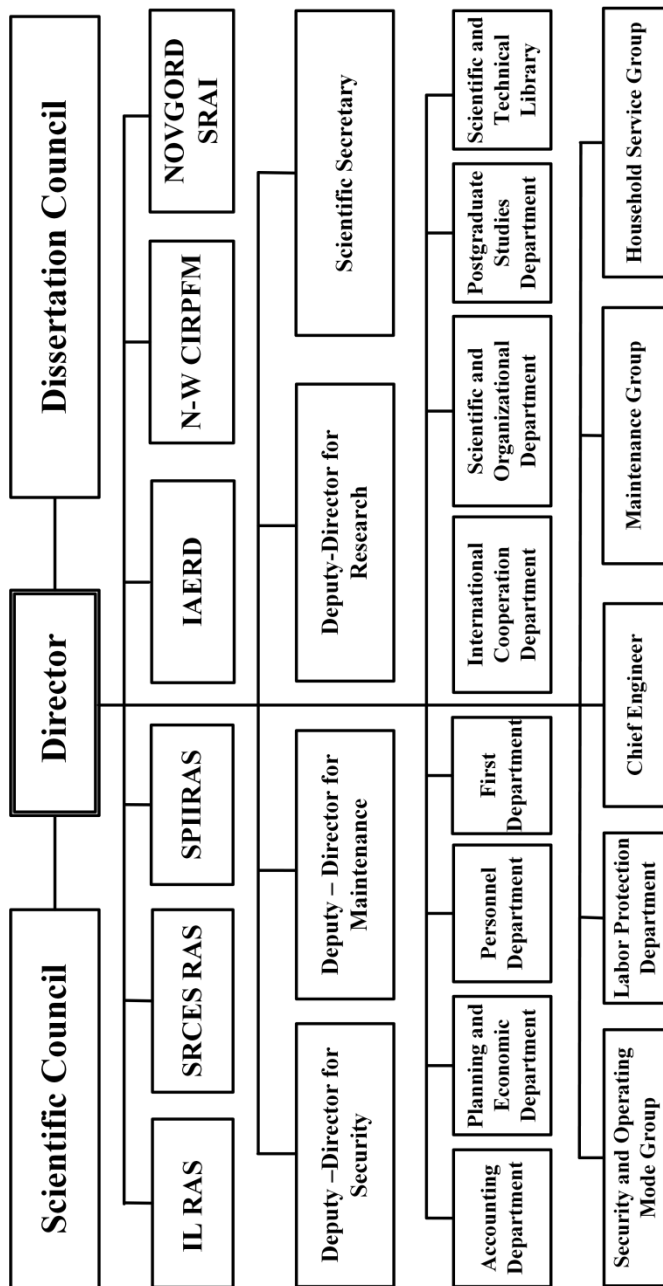 Scientific Council
Director
Dissertation Council
IL RAS
SRCES RAS
SPIIRAS
IAERD
N-W CIRPFM
NOVGORD
SRAI
Deputy –Director for
Security
Deputy – Director for
Maintenance
Deputy-Director for
Research
Scientific Secretary
Accounting
Department
Planning and
Economic
Department
Personnel
Department
First
Department
International
Cooperation
Department
Scientific and
Organizational
Department
Postgraduate
Studies
Department
Scientific and
Technical
Library
Security and Operating
Mode Group
Labor Protection
Department
Chief Engineer
Maintenance Group
Household Service Group